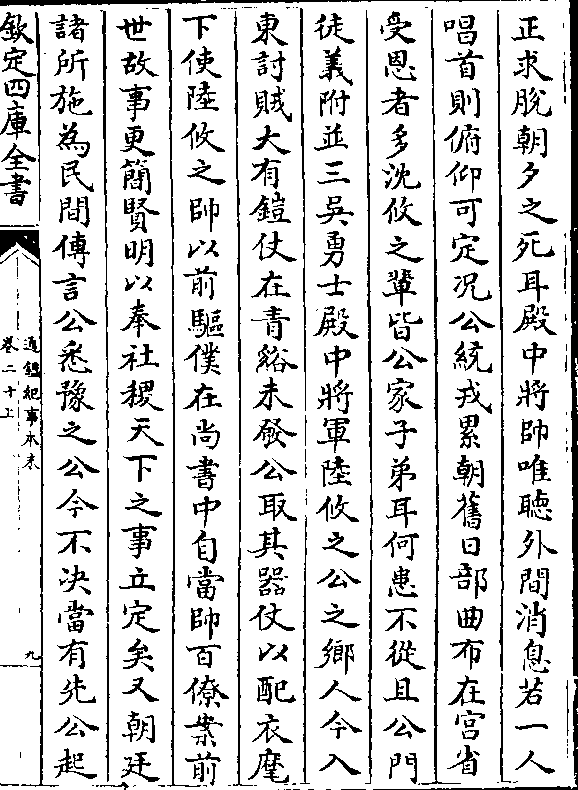 正求脫朝夕之死耳殿中將帥唯聽外間消息若一人
唱首則俯仰可定况公統戎累朝舊日部曲布在宮省
受恩者多沈攸之輩皆公家子弟耳何患不從且公門
徒義附並三吳勇士殿中將軍陸攸之公之鄉人今入
東討賊大有鎧仗在青谿未發公取其器仗以配衣麾
下使陸攸之帥以前驅僕在尚書中自當帥百僚案前
世故事更簡賢明以奉社稷天下之事立定矣又朝廷
諸所施為民間傳言公悉豫之公今不决當有先公起
欽定四庫全書
通鑑紀事本末
卷二十上
九